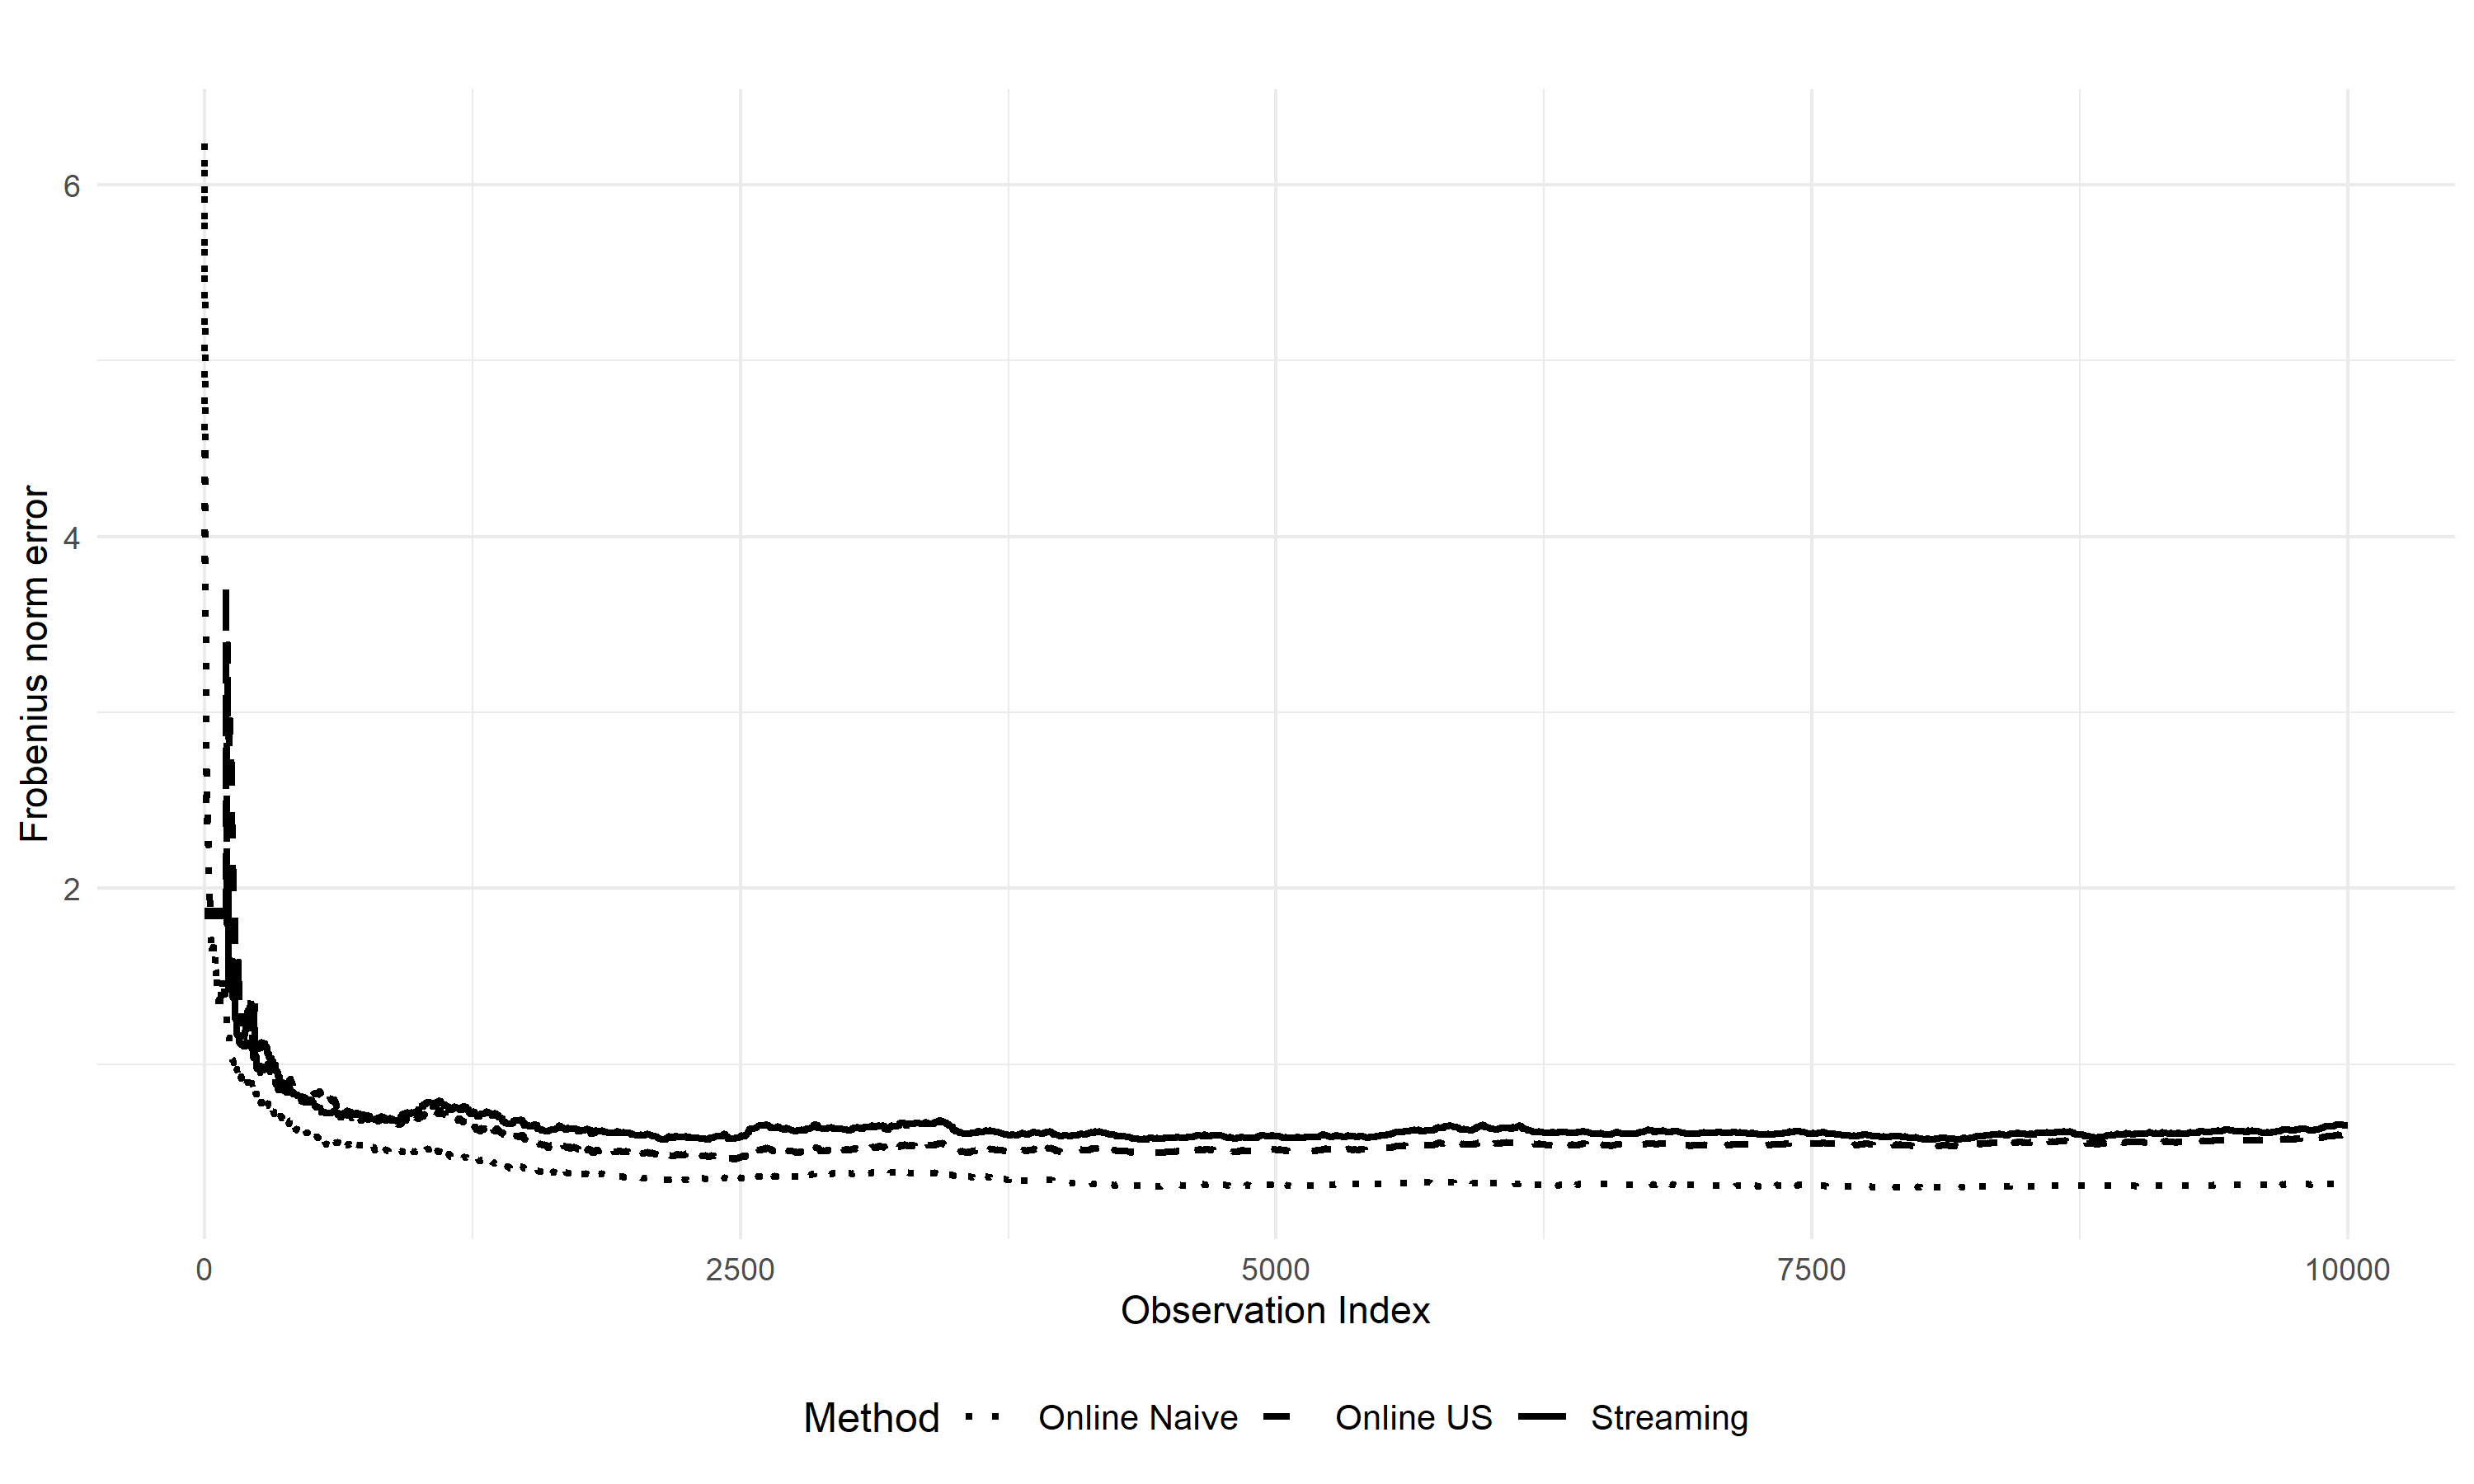 Frobenius norm error
6
4
2
0 2500 5000 7500 10000
Observation Index
Method Online Naive Online US Streaming